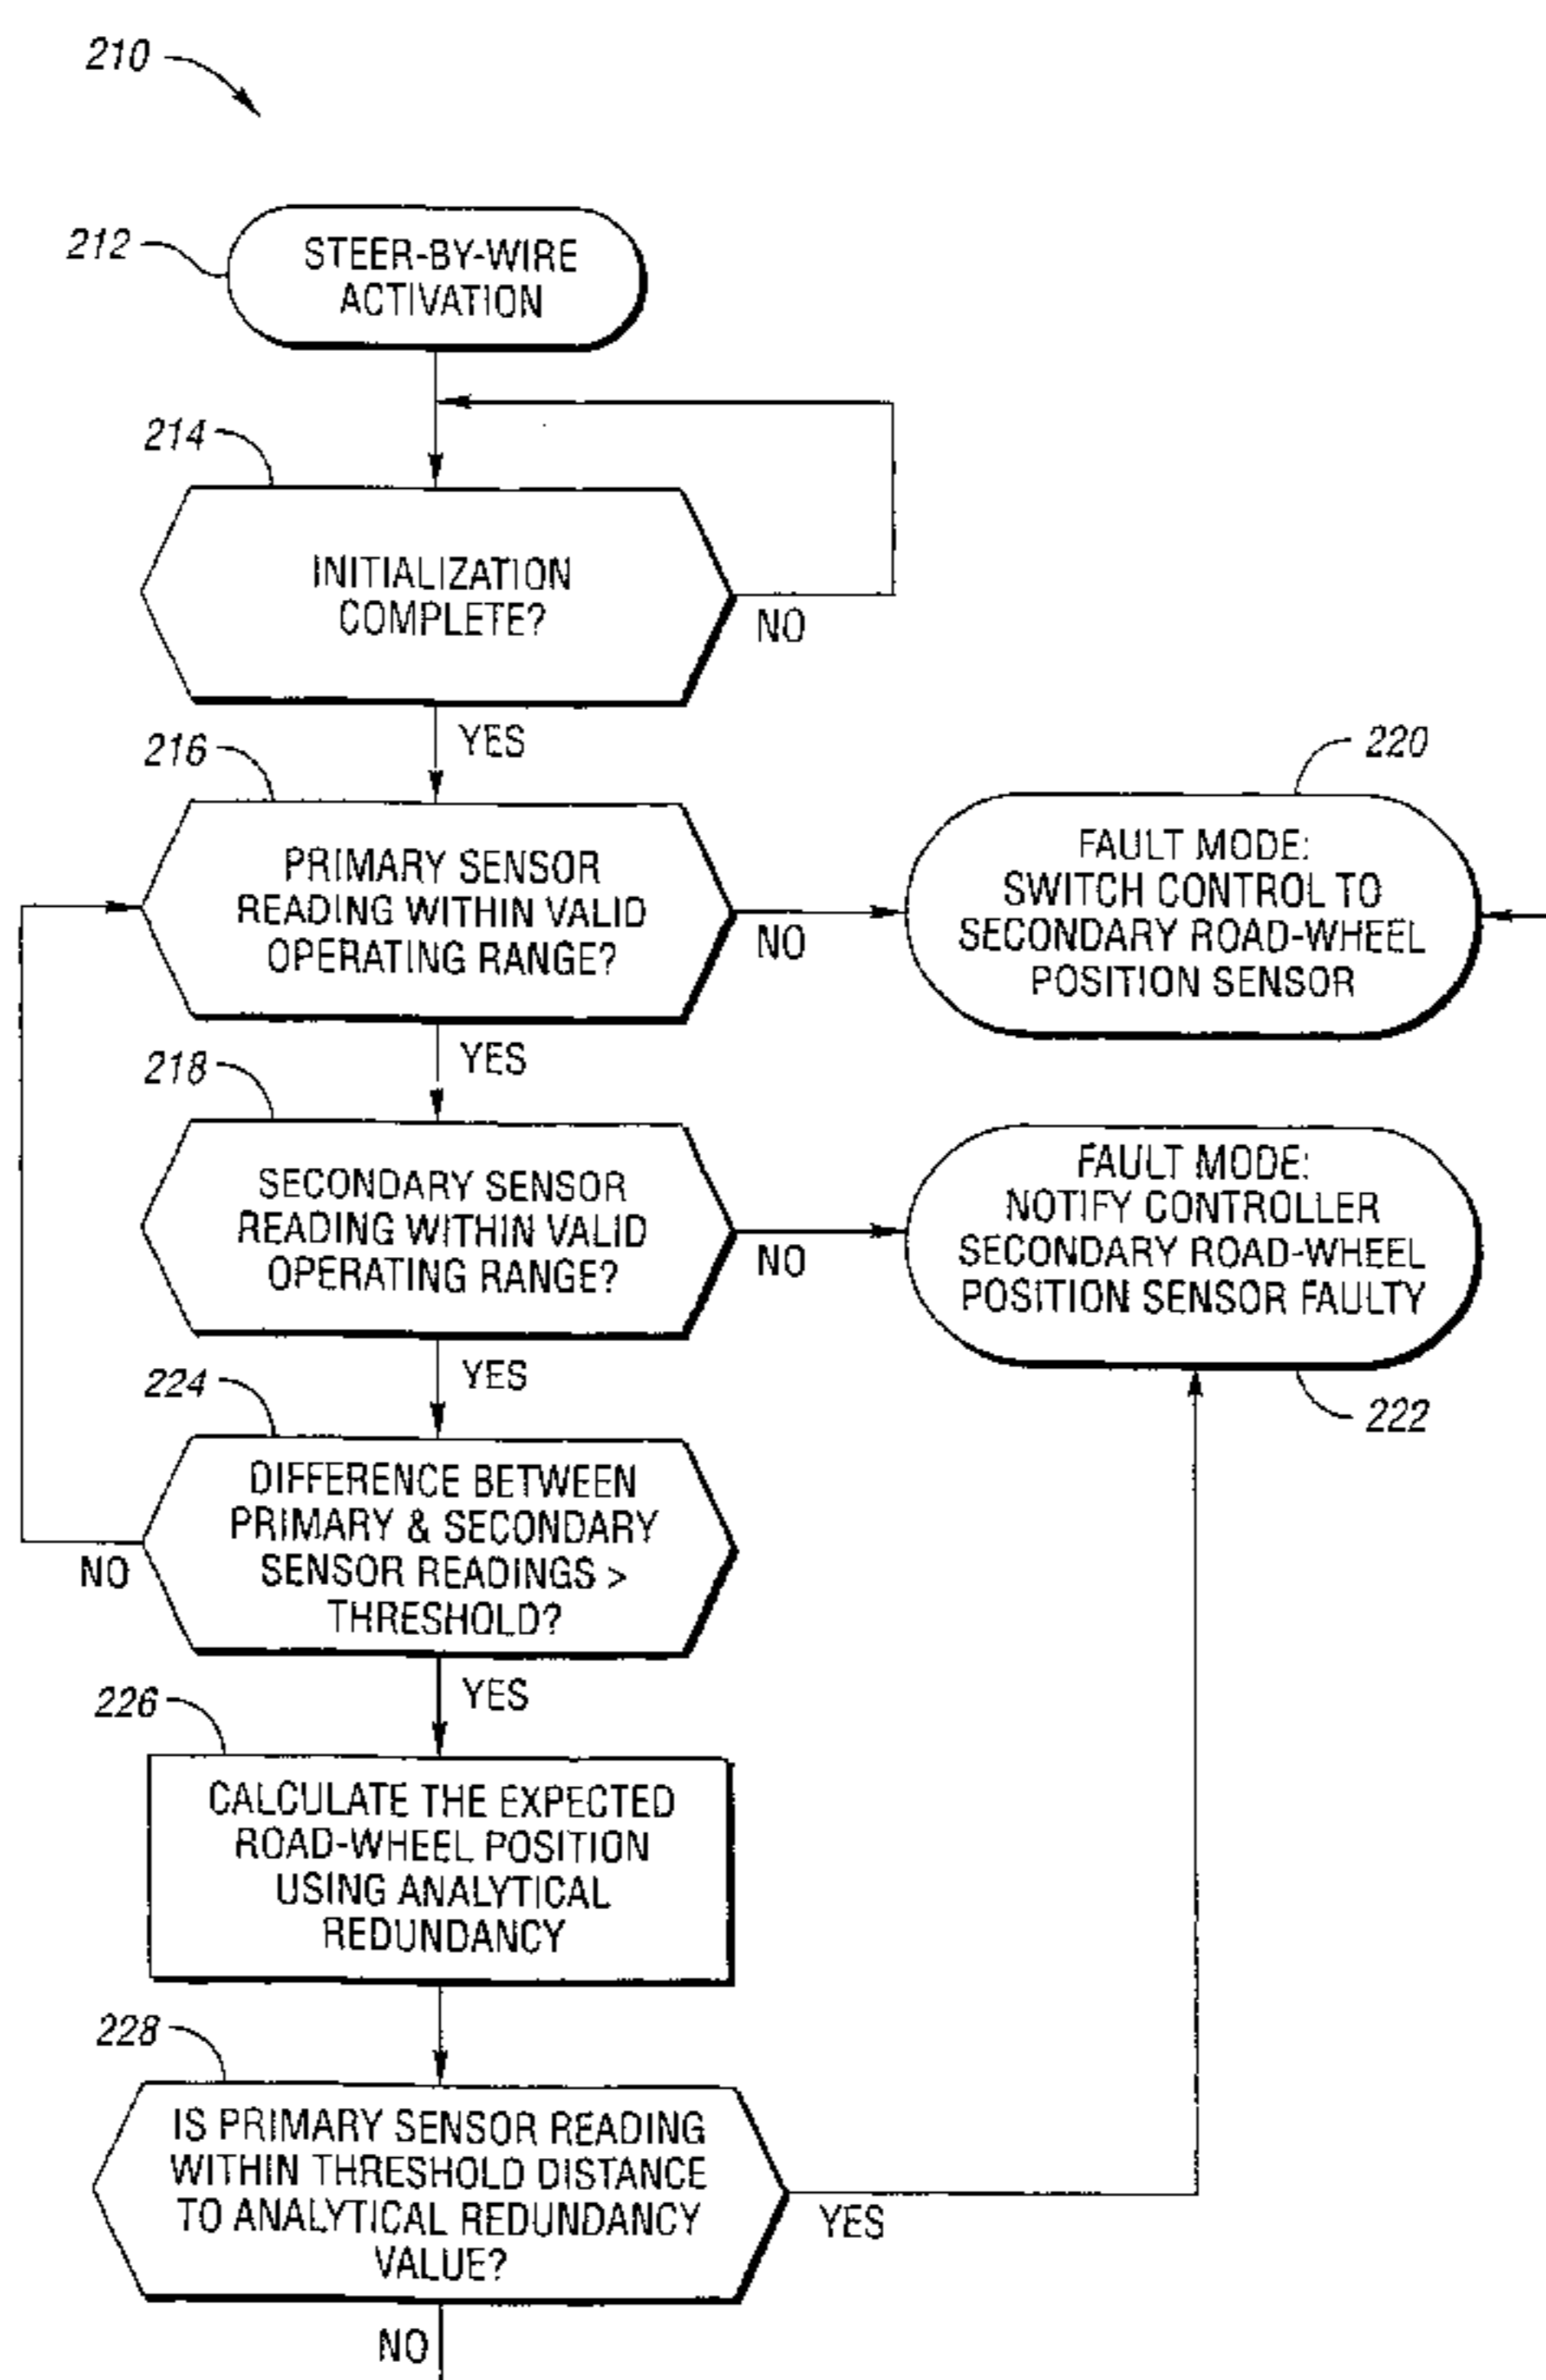 210
212
STEER-BY-WIRE
ACTIVATION
214
INITIALIZATION
COMPLETE?
NO
YES
216
PRIMARY SENSOR
READING WITHIN VALID
OPERATING RANGE?
NO
220
FAULT MODE:
SWITCH CONTROL TO
SECONDARY ROAD-WHEEL
POSITION SENSOR
YES
218
SECONDARY SENSOR
READING WITHIN VALID
OPERATING RANGE?
NO
FAULT MODE:
NOTIFY CONTROLLER
SECONDARY ROAD-WHEEL
POSITION SENSOR FAULTY
222
YES
224
DIFFERENCE BETWEEN
PRIMARY & SECONDARY
SENSOR READINGS >
THRESHOLD?
NO
YES
226
CALCULATE THE EXPECTED
ROAD-WHEEL POSITION
USING ANALYTICAL
REDUNDANCY
228
IS PRIMARY SENSOR READING
WITHIN THRESHOLD DISTANCE
TO ANALYTICAL REDUNDANCY
VALUE?
YES
NO